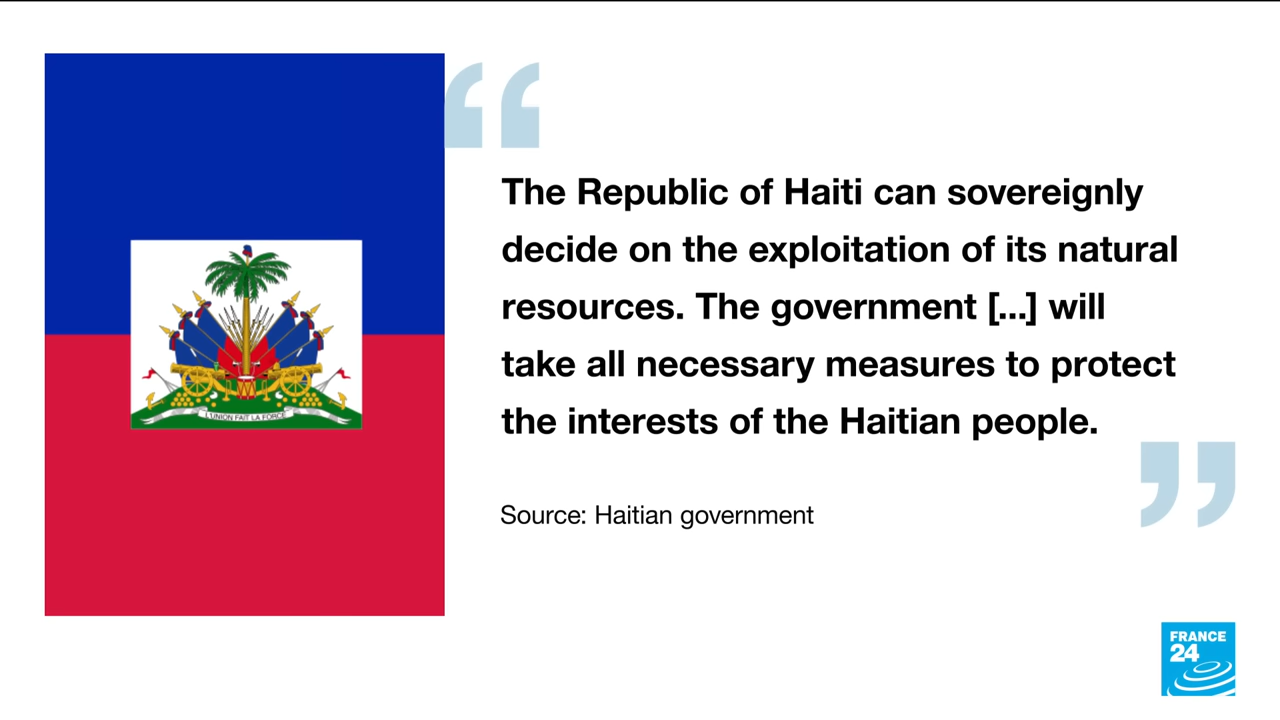 The Republic of Haiti can sovereignly
decide on the exploitation of its natural
resources. The government [...] will
take all necessary measures to protect
the interests of the Haitian people.
Source: Haitian government
L'UNION FAIT LA FORCE
FRANCE
24